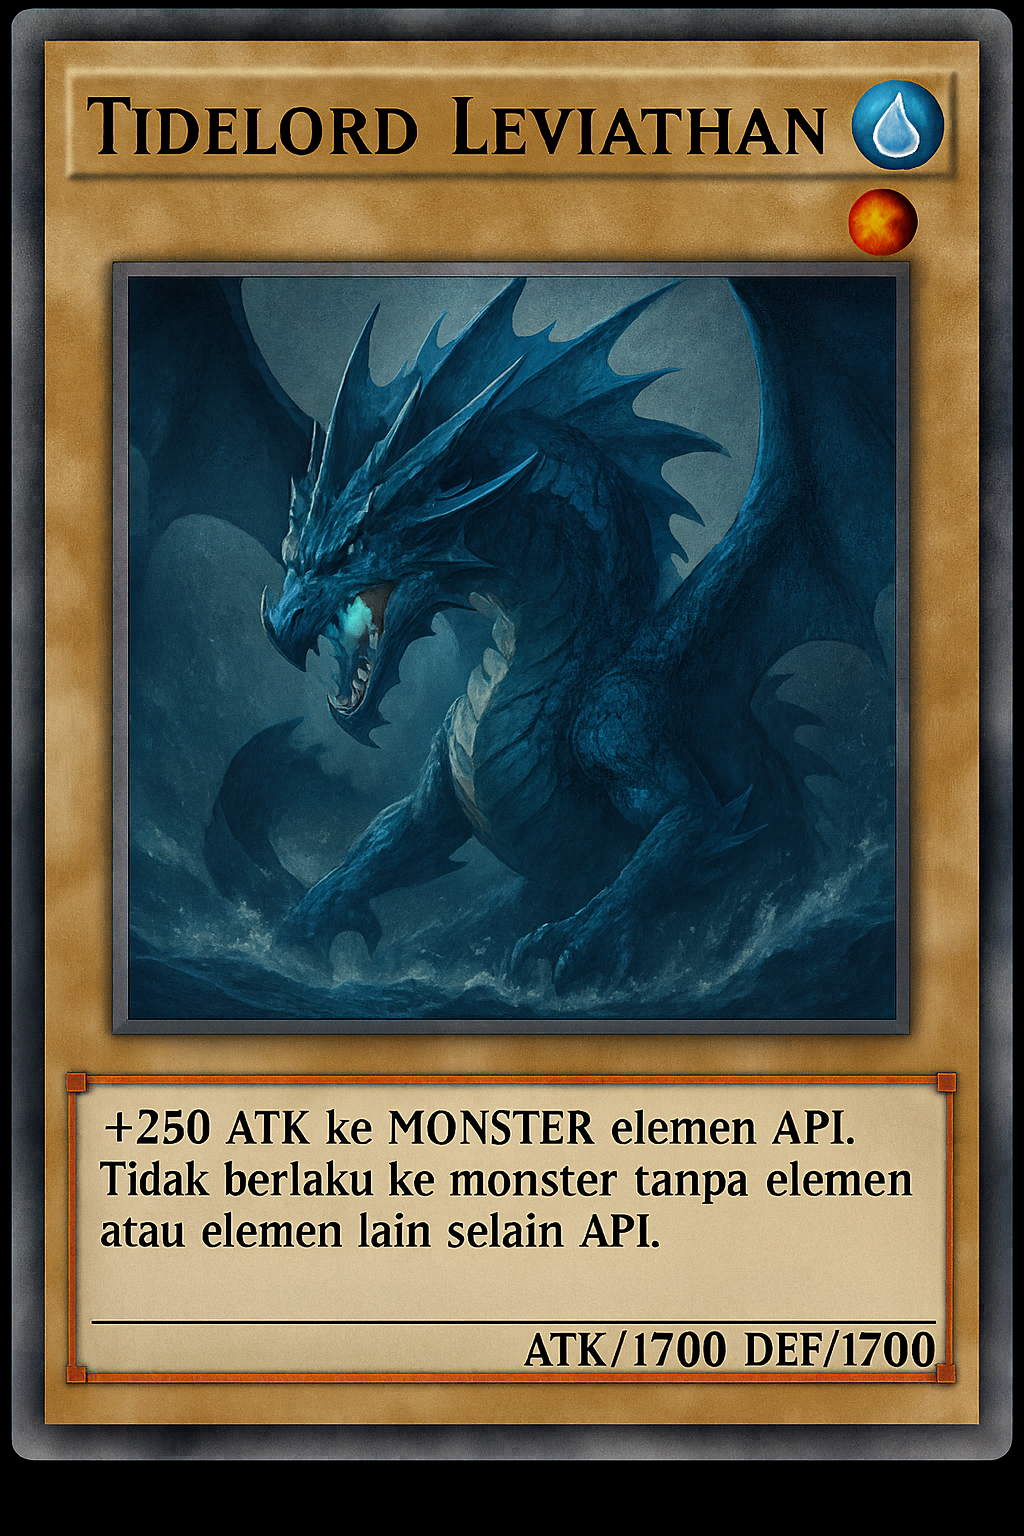 TIDELORD LEVIATHAN
+250 ATK ke MONSTER elemen API.
Tidak berlaku ke monster tanpa elemen
atau elemen lain selain API.
ATK/1700 DEF/1700